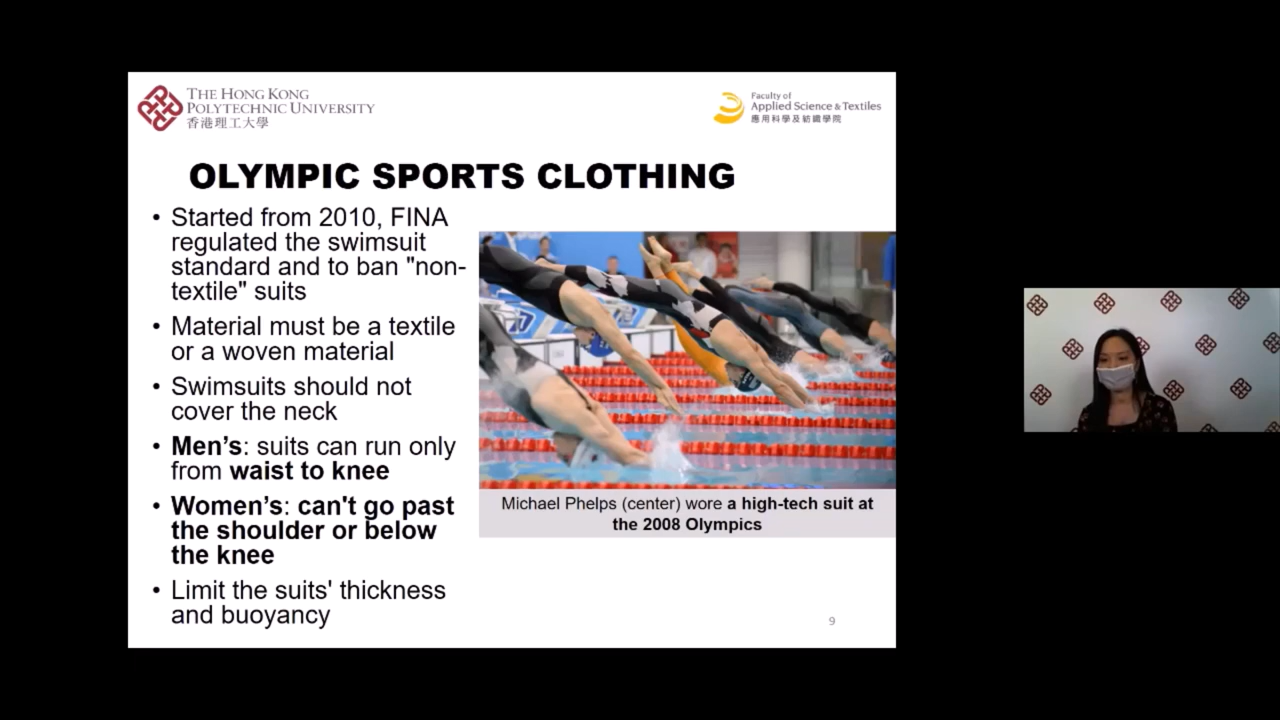 THE HONG KONG
POLYTECHNIC UNIVERSITY
香港理工大學
Faculty of
Applied Science & Textiles
應用科學及紡織學院
OLYMPIC SPORTS CLOTHING
• Started from 2010, FINA
regulated the swimsuit
standard and to ban "non-
textile" suits
• Material must be a textile
or a woven material
• Swimsuits should not
cover the neck
• Men’s: suits can run only
from waist to knee
• Women’s: can't go past
the shoulder or below
the knee
• Limit the suits' thickness
and buoyancy
Michael Phelps (center) wore a high-tech suit at
the 2008 Olympics
9